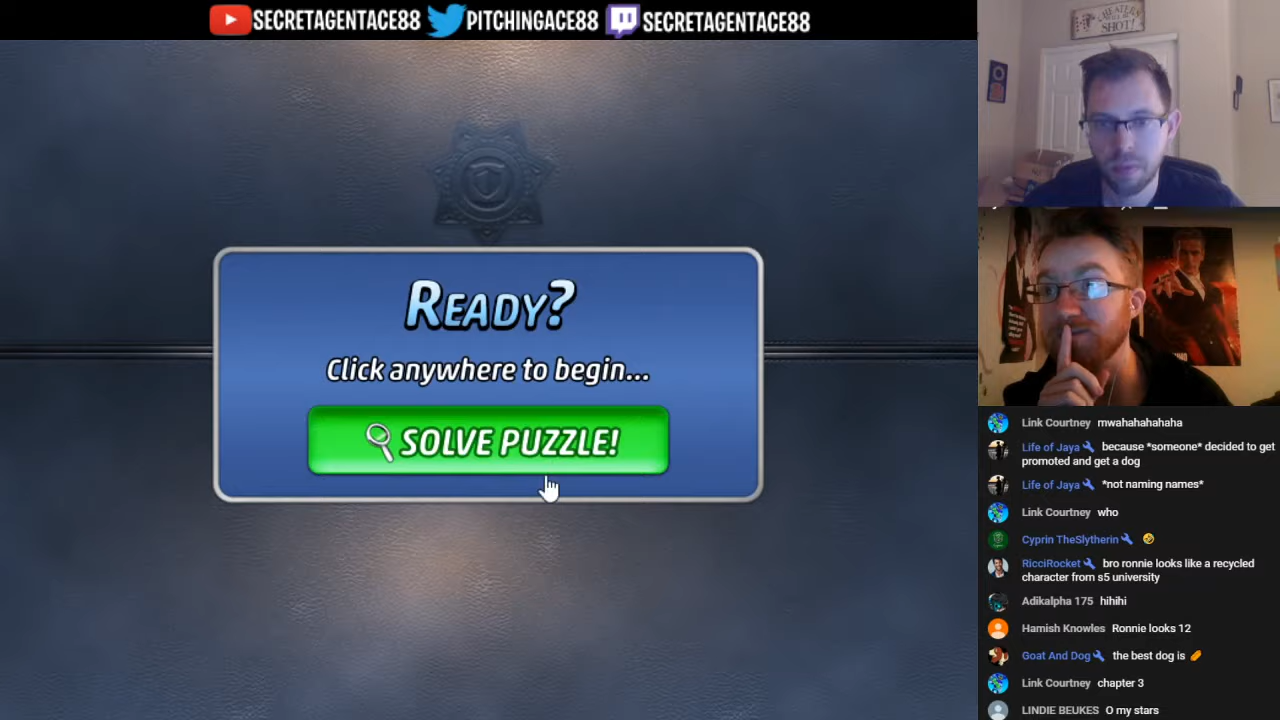 SECRETAGENTACE88 PITCHINGACE88 SECRETAGENTACE88
CHEATERS
SHOT!
READY?
Click anywhere to begin...
SOLVE PUZZLE!
Link Courtney mwahahahahaha
Life of Jaya because *someone* decided to get
promoted and get a dog
Life of Jaya *not naming names*
Link Courtney who
Cyprin TheSlytherin 🤣
RicciRocket bro ronnie looks like a recycled
character from s5 university
Adikalpha 175 hihihi
Hamish Knowles Ronnie looks 12
Goat And Dog the best dog is 🌭
Link Courtney chapter 3
LINDIE BEUKES O my stars